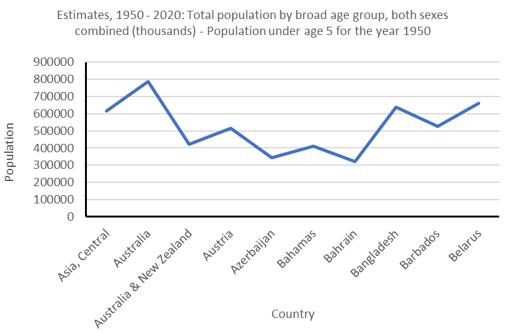 Estimates, 1950 - 2020: Total population by broad age group, both sexes
combined (thousands) - Population under age 5 for the year 1950
900000
800000
700000
600000
500000
400000
300000
200000
100000
0
Population
Asia, Central
Australia
Australia & New Zealand
Austria
Azerbaijan
Bahamas
Bahrain
Bangladesh
Barbados
Belarus
Country